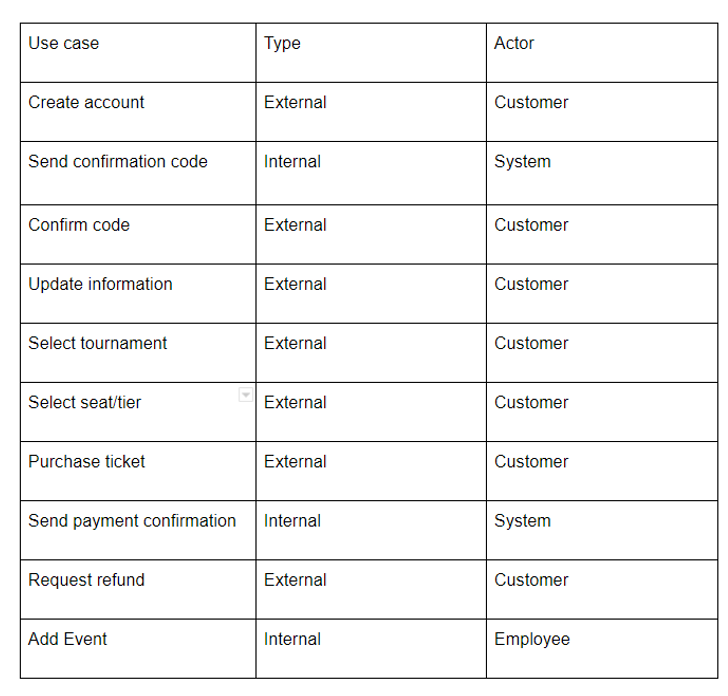 Use case Type Actor
Create account External Customer
Send confirmation code Internal System
Confirm code External Customer
Update information External Customer
Select tournament External Customer
Select seat/tier External Customer
Purchase ticket External Customer
Send payment confirmation Internal System
Request refund External Customer
Add Event Internal Employee